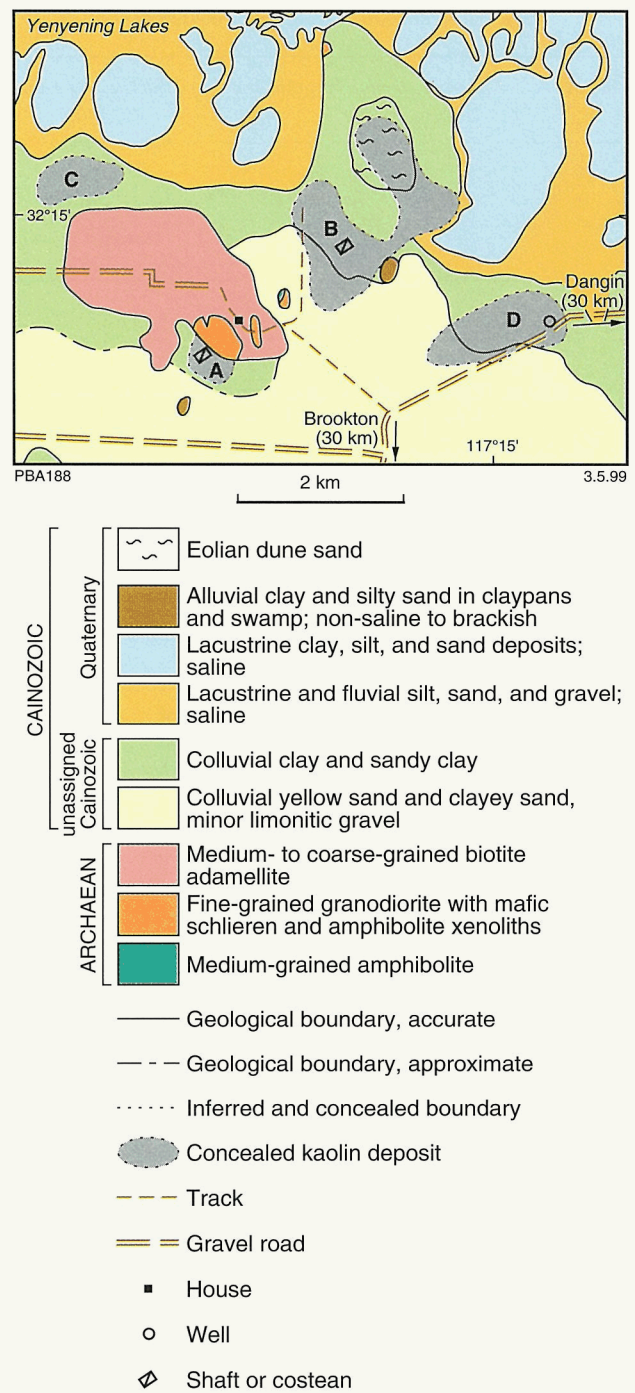 Yenyening Lakes
C
32°15'
B
Dangin
(30 km)
D
A
Brookton
(30 km)
117°15'
PBA188
3.5.99
2 km
CAINOZOIC
Quaternary
Eolian dune sand
Alluvial clay and silty sand in claypans
and swamp; non-saline to brackish
Lacustrine clay, silt, and sand deposits;
saline
Lacustrine and fluvial silt, sand, and gravel;
saline
unassigned
Cainozoic
Colluvial clay and sandy clay
Colluvial yellow sand and clayey sand,
minor limonitic gravel
ARCHAEAN
Medium- to coarse-grained biotite
adamellite
Fine-grained granodiorite with mafic
schlieren and amphibolite xenoliths
Medium-grained amphibolite
Geological boundary, accurate
Geological boundary, approximate
Inferred and concealed boundary
Concealed kaolin deposit
Track
Gravel road
House
Well
Shaft or costean